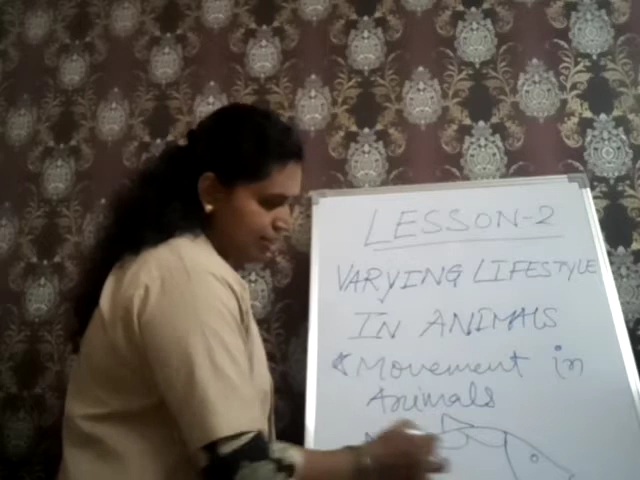 LESSON-2
VARYING LIFESTYLE
IN ANIMALS
* Movement in
Animals